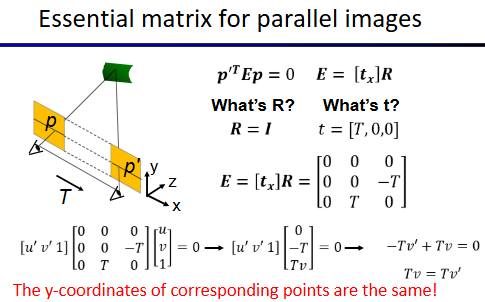 Essential matrix for parallel images
p'ᵀEp = 0 E = [tₓ]R
What's R? What's t?
R = I t = [T, 0,0]
p
p'
y
z
x
T
E = [tₓ]R = [0 0 0; 0 0 −T; 0 T 0]
[u' v' 1] [0 0 0; 0 0 −T; 0 T 0] [u; v; 1] = 0 → [u' v' 1] [0; −T; Tv] = 0 → −Tv' + Tv = 0
Tv = Tv'
The y-coordinates of corresponding points are the same!